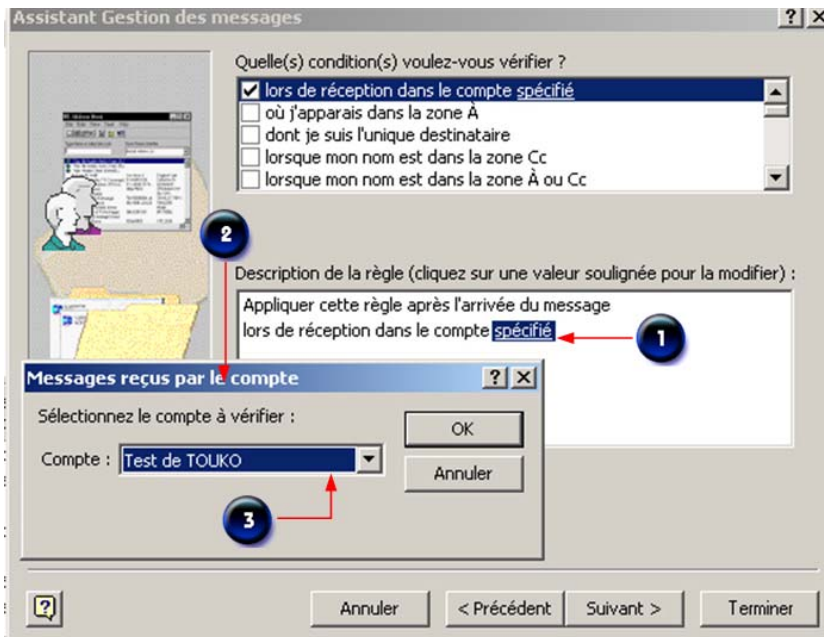 Assistant Gestion des messages
Quelle(s) condition(s) voulez-vous vérifier ?
lors de réception dans le compte spécifié
où j'apparais dans la zone À
dont je suis l'unique destinataire
lorsque mon nom est dans la zone Cc
lorsque mon nom est dans la zone À ou Cc
2
Description de la règle (cliquez sur une valeur soulignée pour la modifier) :
Appliquer cette règle après l'arrivée du message
lors de réception dans le compte spécifié
1
Messages reçus par le compte
Sélectionnez le compte à vérifier :
OK
Compte : Test de TOUKO
Annuler
3
Annuler
< Précédent
Suivant >
Terminer